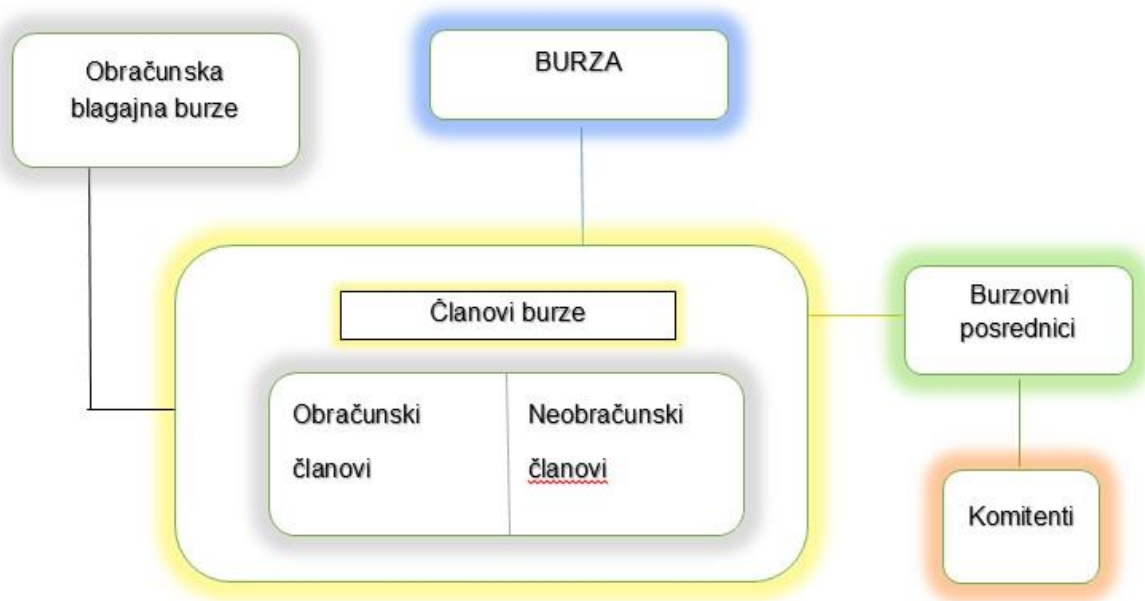 Obračunska
blagajna burze
BURZA
Članovi burze
Obračunski
članovi
Neobračunski
članovi
Burzovni
posrednici
Komitenti